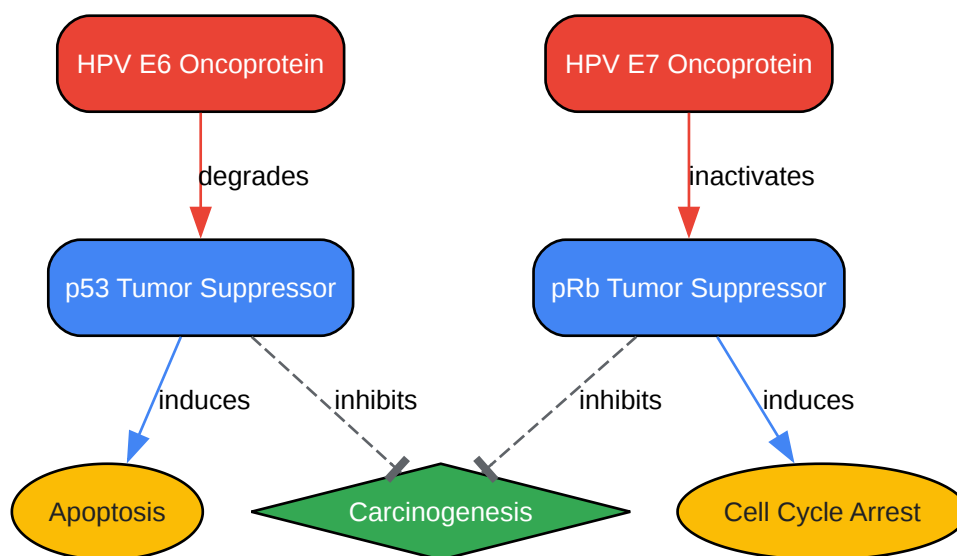 HPV E6 Oncoprotein
HPV E7 Oncoprotein
degrades
inactivates
p53 Tumor Suppressor
pRb Tumor Suppressor
induces
inhibits
inhibits
induces
Apoptosis
Carcinogenesis
Cell Cycle Arrest